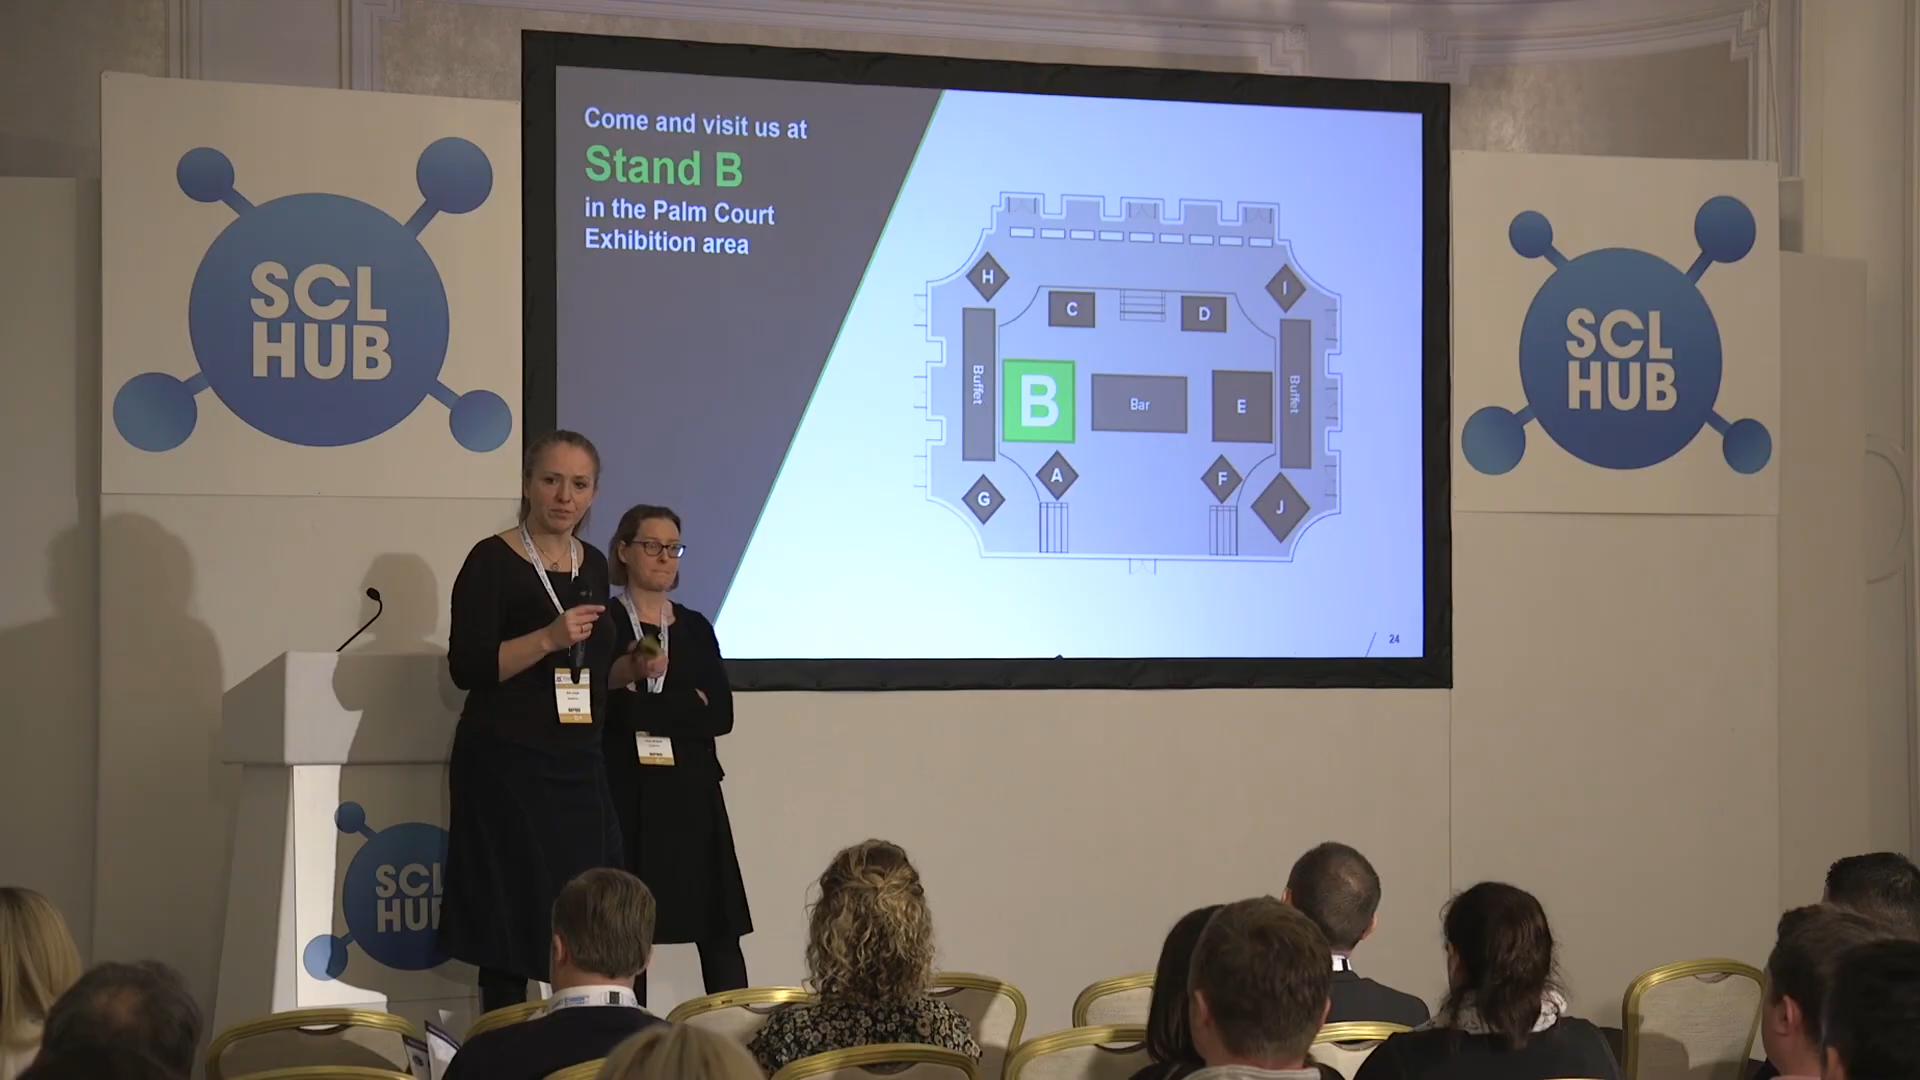 SCL
HUB
Come and visit us at
Stand B
in the Palm Court
Exhibition area
H
I
C
D
Buffet
B
Bar
E
Buffet
A
F
G
J
24
SCL
HUB
SCL
HUB